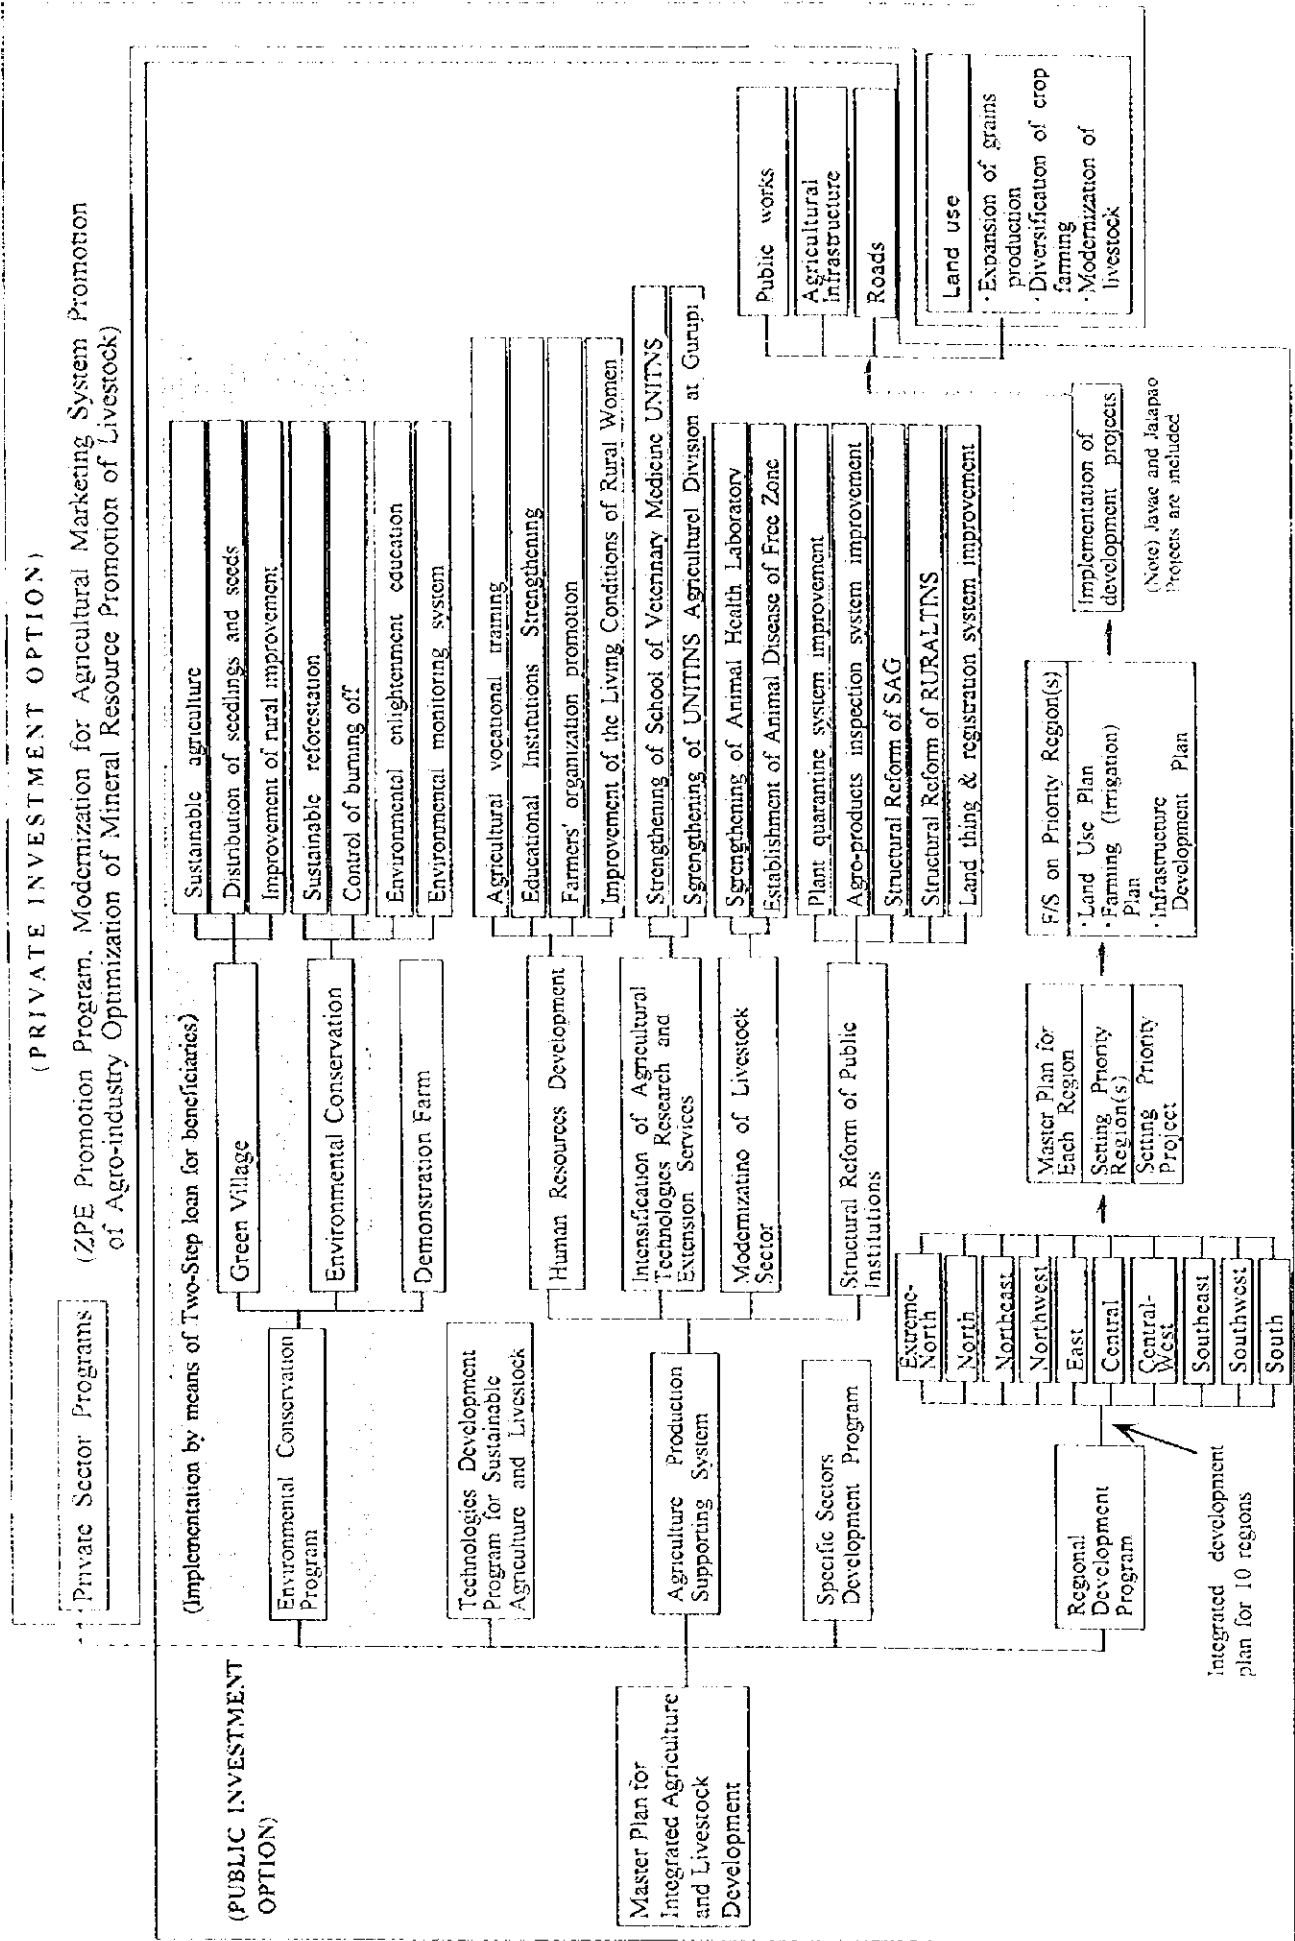 (PRIVATE INVESTMENT OPTION)
Private Sector Programs
(ZPE Promotion Program, Modernization for Agricultural Marketing System Promotion
of Agro-industry Optimization of Mineral Resource Promotion of Livestock)
(PUBLIC INVESTMENT
OPTION)
(Implementation by means of Two-Step loan for beneficiaries)
Master Plan for
Integrated Agriculture
and Livestock
Development
Environmental Conservation
Program
Green Village
Sustainable agriculture
Distribution of seedlings and seeds
Improvement of rural improvement
Environmental Conservation
Sustainable reforestation
Control of burning off
Environmental enlightenment education
Environmental monitoring system
Demonstration Farm
Technologies Development
Program for Sustainable
Agriculture and Livestock
Agriculture Production
Supporting System
Human Resources Development
Agricultural vocational training
Educational Institutions Strengthening
Farmers' organization promotion
Improvement of the Living Conditions of Rural Women
Intensification of Agricultural
Technologies Research and
Extension Services
Strengthening of School of Veterinary Medicine UNITNS
Sgrengthening of UNITINS Agriculturel Division at Gurupi
Modernizatino of Livestock
Sector
Sgrengthening of Animal Health Laboratory
Establishment of Animal Disease of Free Zone
Structural Reform of Public
Institutions
Plant quarantine system improvement
Agro-products inspection system improvement
Structural Reform of SAG
Structural Reform of RURALTINS
Land thing & registration system improvement
Specific Sectors
Development Program
Regional
Development
Program
Integrated development
plan for 10 regions
Extreme-
North
North
Northeast
Northwest
East
Central
Central-
West
Southeast
Southwest
South
Master Plan for
Each Region
Setting Priority
Region(s)
Setting Priority
Project
F/S on Priority Region(s)
· Land Use Plan
· Farming (Irrigation)
Plan
· Infrastructure
Development Plan
Implementation of
development projects
(Note) Javae and Jalapao
Projects are included
Public works
Agricultural
Infrastructure
Roads
Land use
· Expansion of grains
production
· Diversification of crop
farming
· Modernization of
livestock